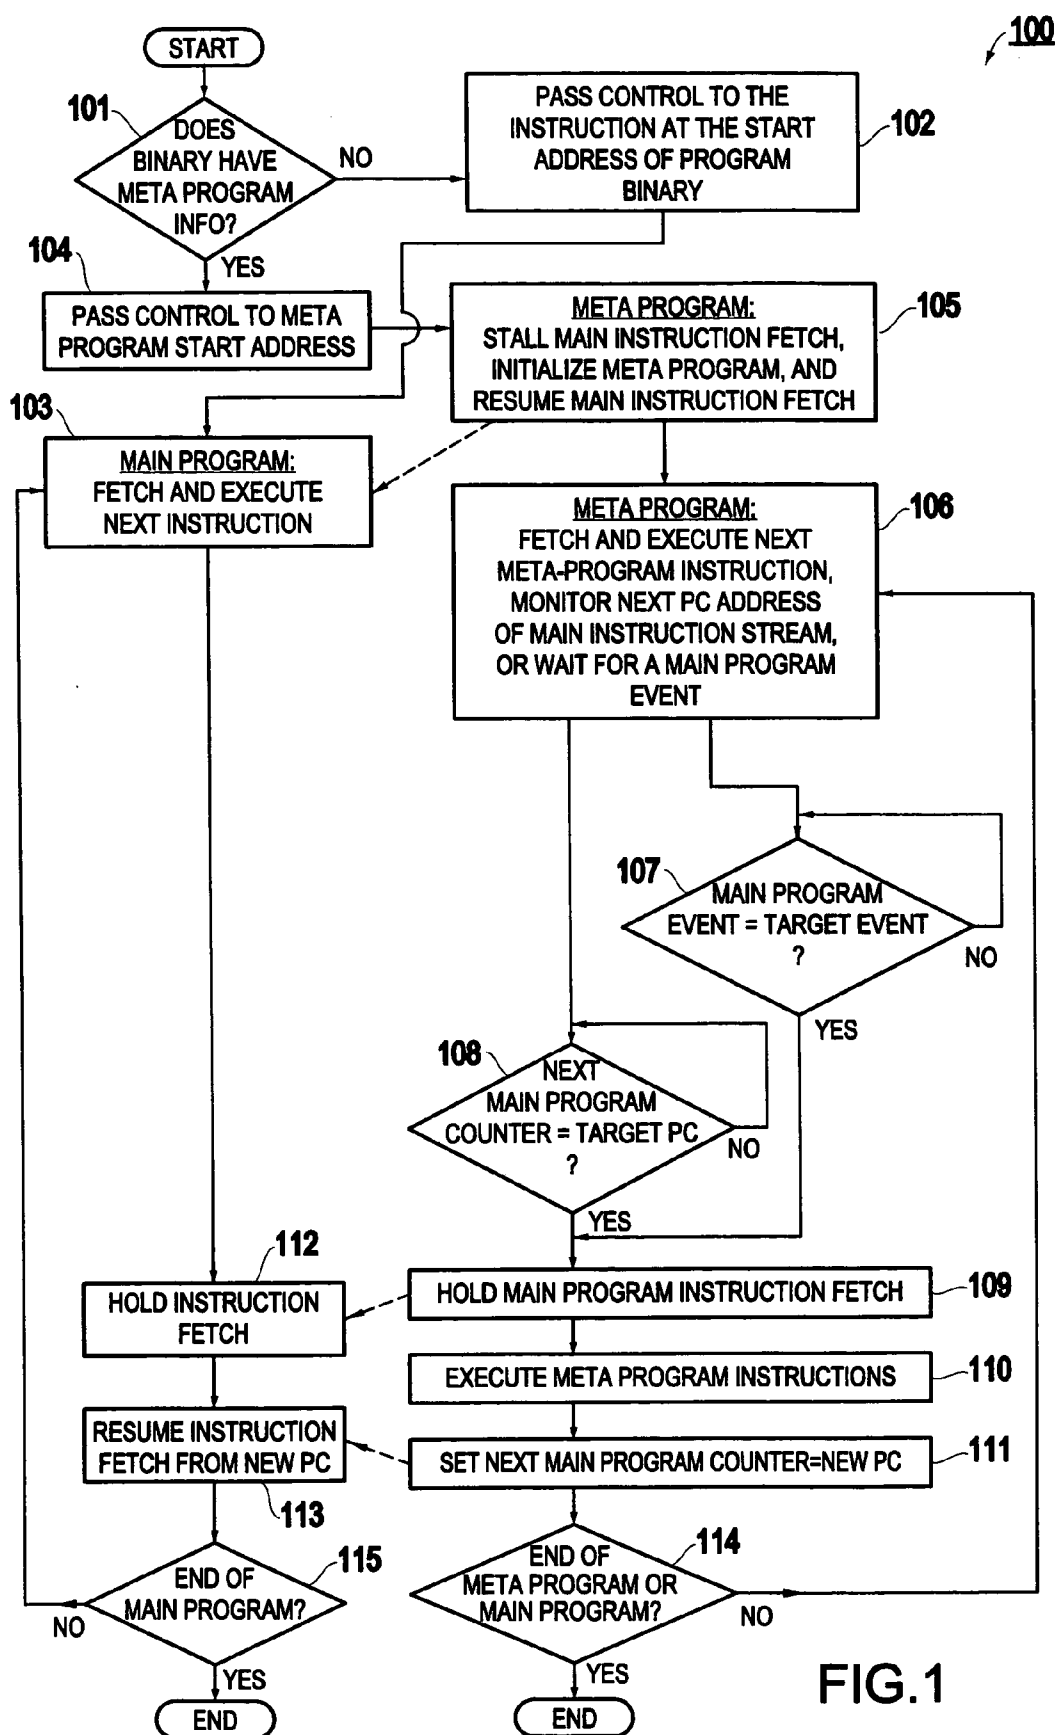 100
START
101
DOES
BINARY HAVE
META PROGRAM
INFO?
NO
PASS CONTROL TO THE
INSTRUCTION AT THE START
ADDRESS OF PROGRAM
BINARY
102
YES
104
PASS CONTROL TO META
PROGRAM START ADDRESS
META PROGRAM:
STALL MAIN INSTRUCTION FETCH,
INITIALIZE META PROGRAM, AND
RESUME MAIN INSTRUCTION FETCH
105
103
MAIN PROGRAM:
FETCH AND EXECUTE
NEXT INSTRUCTION
META PROGRAM:
FETCH AND EXECUTE NEXT
META-PROGRAM INSTRUCTION,
MONITOR NEXT PC ADDRESS
OF MAIN INSTRUCTION STREAM,
OR WAIT FOR A MAIN PROGRAM
EVENT
106
107
MAIN PROGRAM
EVENT = TARGET EVENT
?
NO
YES
108
NEXT
MAIN PROGRAM
COUNTER = TARGET PC
?
NO
YES
112
HOLD INSTRUCTION
FETCH
HOLD MAIN PROGRAM INSTRUCTION FETCH
109
EXECUTE META PROGRAM INSTRUCTIONS
110
RESUME INSTRUCTION
FETCH FROM NEW PC
113
SET NEXT MAIN PROGRAM COUNTER=NEW PC
111
END OF
MAIN PROGRAM?
115
NO
YES
END
END OF
META PROGRAM OR
MAIN PROGRAM?
114
NO
YES
END
FIG.1